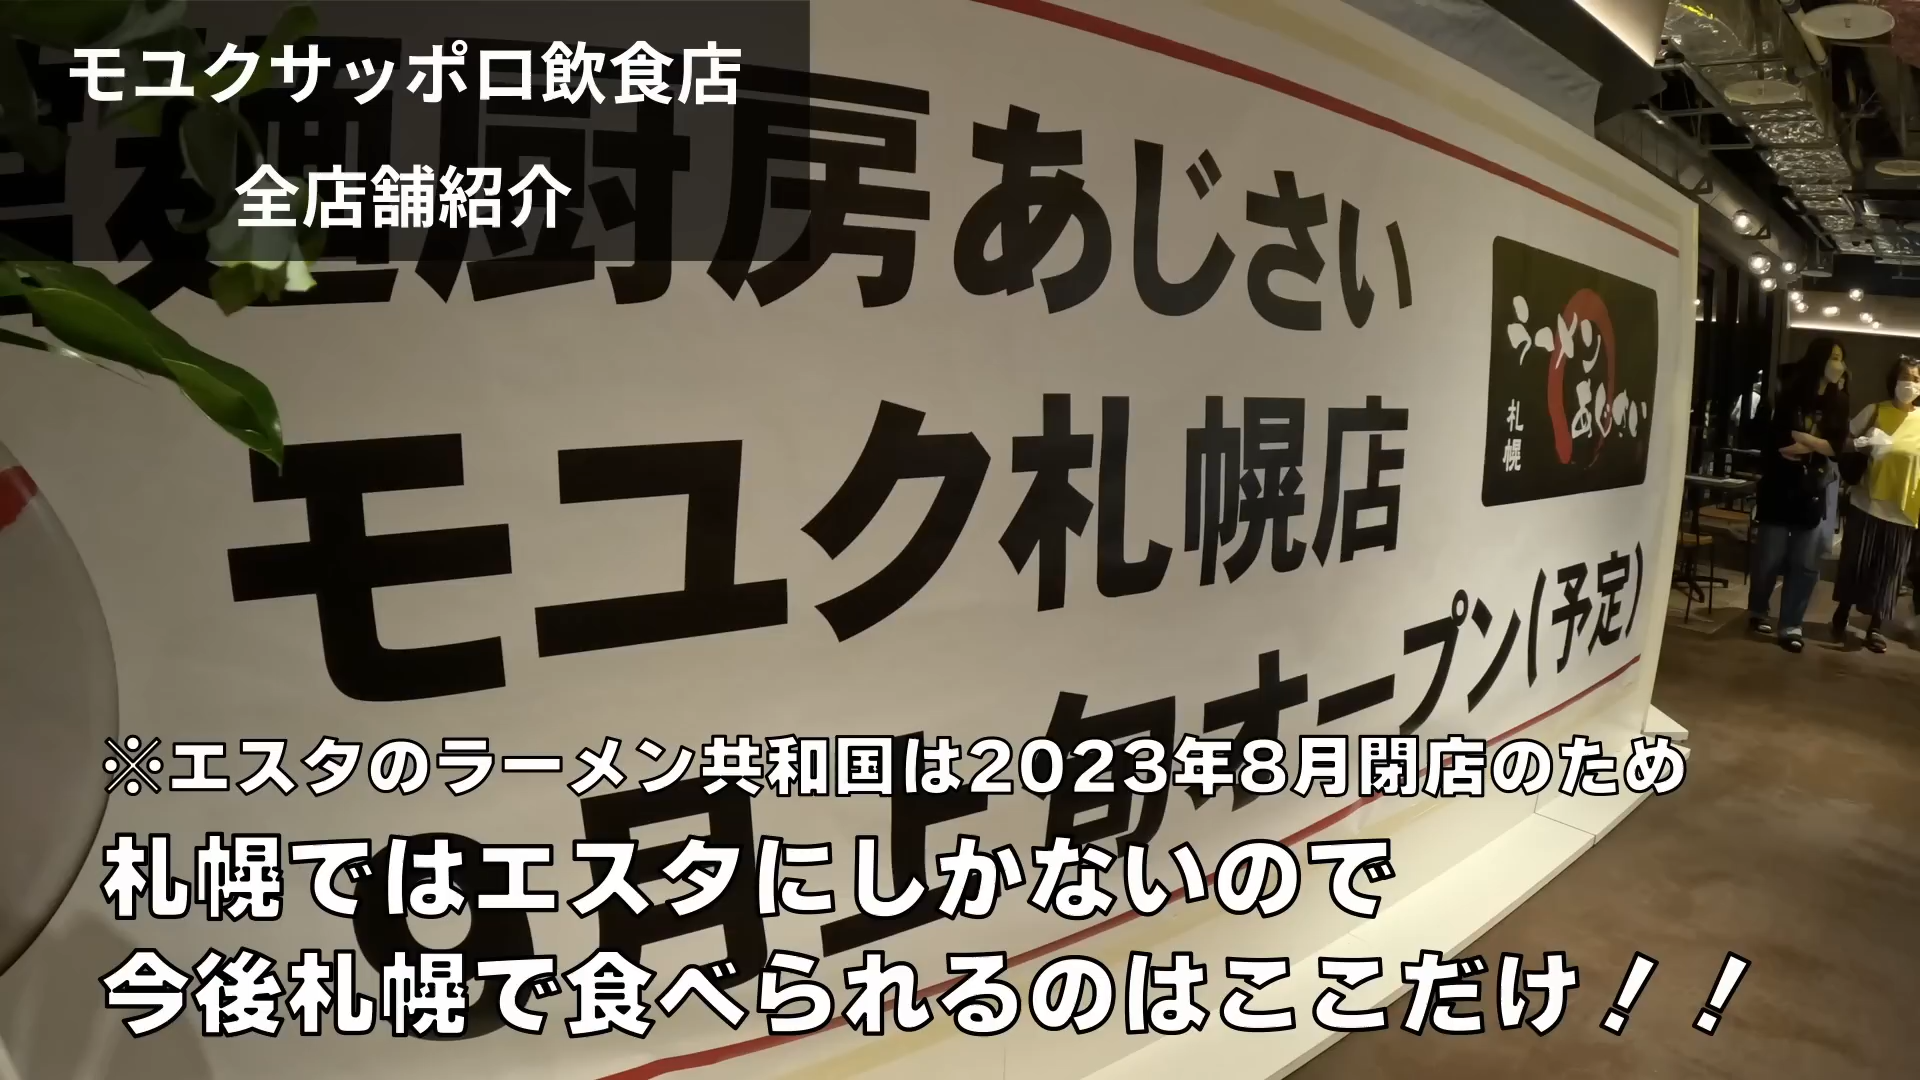 モユクサッポロ飲食店
全店舗紹介
麺厨房あじさい
モユク札幌店
9月上旬オープン(予定)
ラーメン
あじさい
札幌
※エスタのラーメン共和国は2023年8月閉店のため
札幌ではエスタにしかないので
今後札幌で食べられるのはここだけ！！